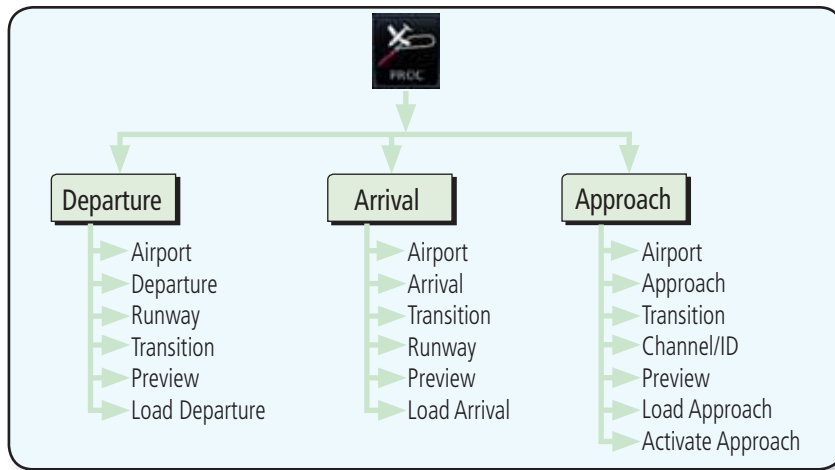 PROC
Departure
Airport
Departure
Runway
Transition
Preview
Load Departure
Arrival
Airport
Arrival
Transition
Runway
Preview
Load Arrival
Approach
Airport
Approach
Transition
Channel/ID
Preview
Load Approach
Activate Approach